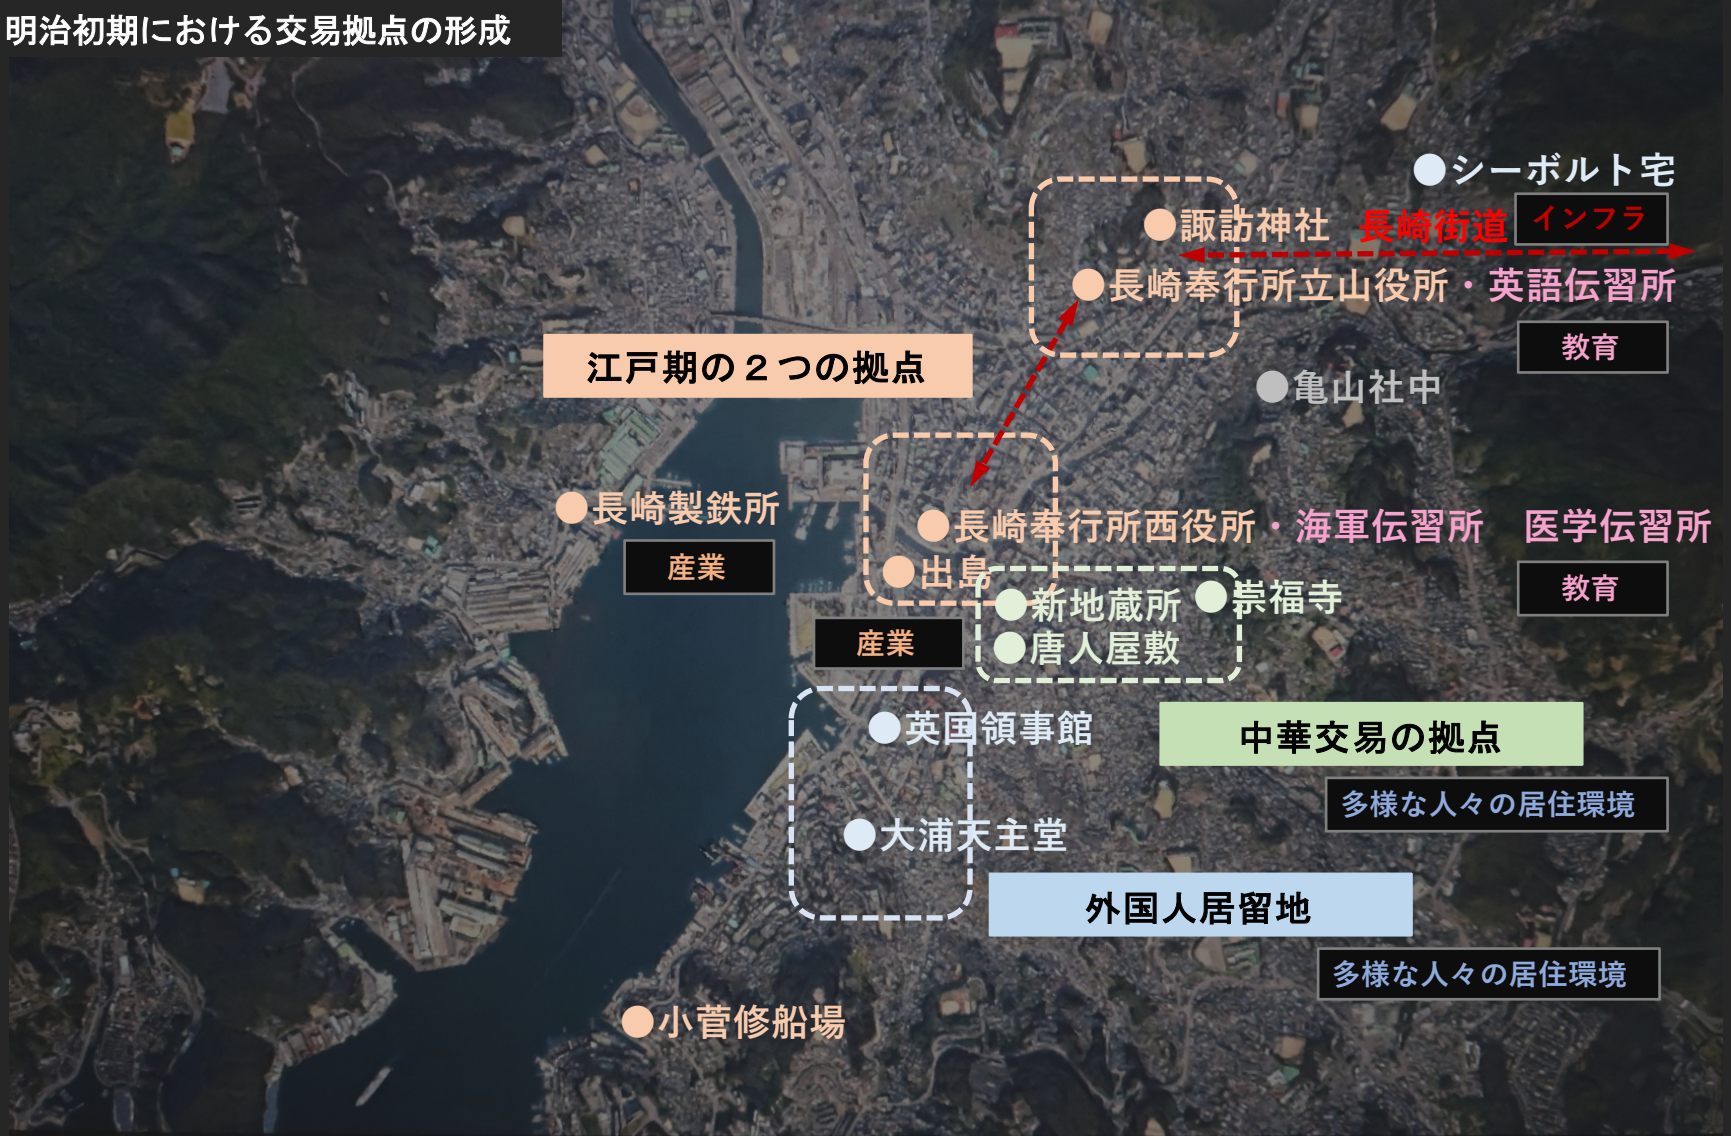 明治初期における交易拠点の形成
シーボルト宅
諏訪神社
長崎街道
インフラ
長崎奉行所立山役所・英語伝習所
教育
江戸期の２つの拠点
亀山社中
長崎製鉄所
産業
長崎奉行所西役所・海軍伝習所　医学伝習所
出島
教育
新地蔵所
崇福寺
産業
唐人屋敷
英国領事館
中華交易の拠点
多様な人々の居住環境
大浦天主堂
外国人居留地
多様な人々の居住環境
小菅修船場